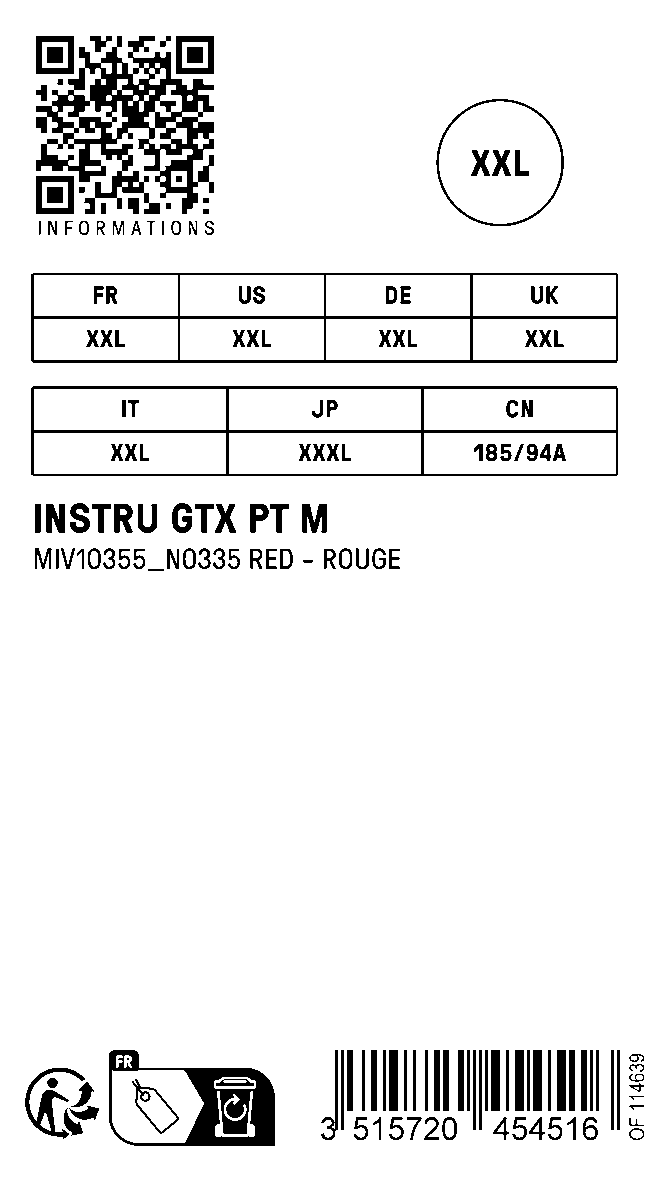 INFORMATIONS
XXL
FR US DE UK
XXL XXL XXL XXL
IT JP CN
XXL XXXL 185/94A
INSTRU GTX PT M
MIV10355_N0335 RED - ROUGE
FR
3 515720 454516
OF 114639